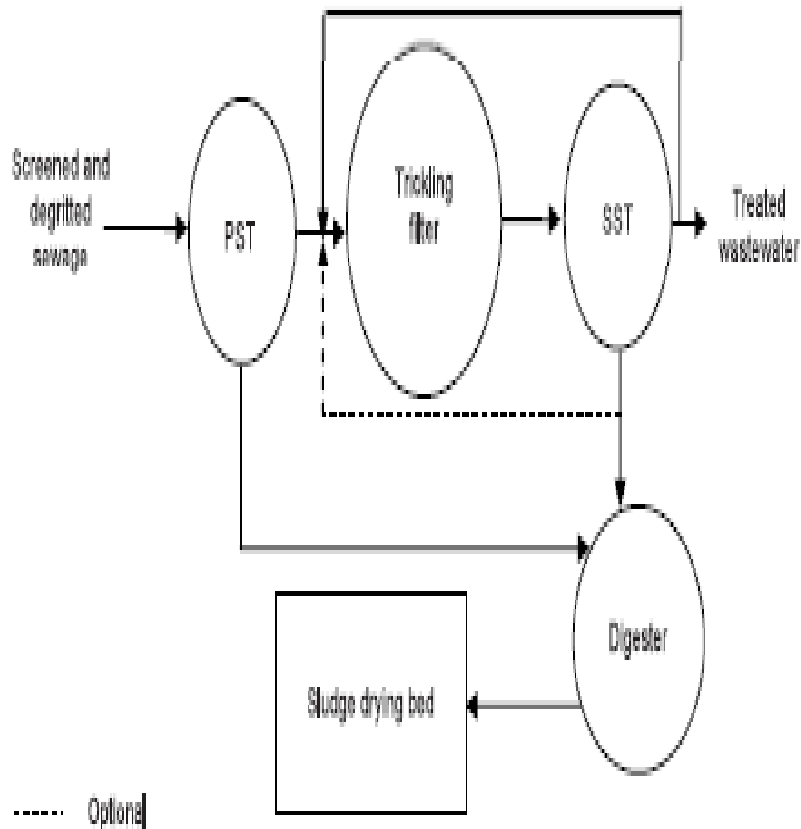 Screened and
degritted
sewage
PST
Trickling
filter
SST
Treated
wastewater
Digester
Sludge drying bed
Optional